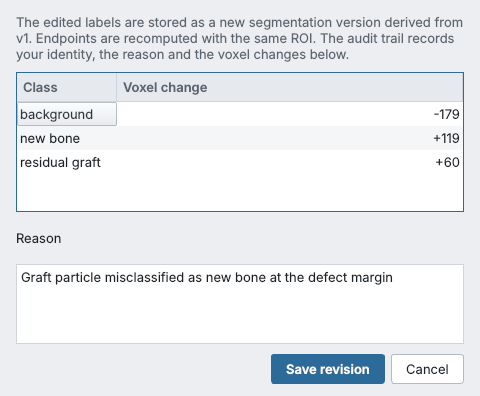 The edited labels are stored as a new segmentation version derived from
v1. Endpoints are recomputed with the same ROI. The audit trail records
your identity, the reason and the voxel changes below.
Class Voxel change
background -179
new bone +119
residual graft +60
Reason
Graft particle misclassified as new bone at the defect margin
Save revision Cancel